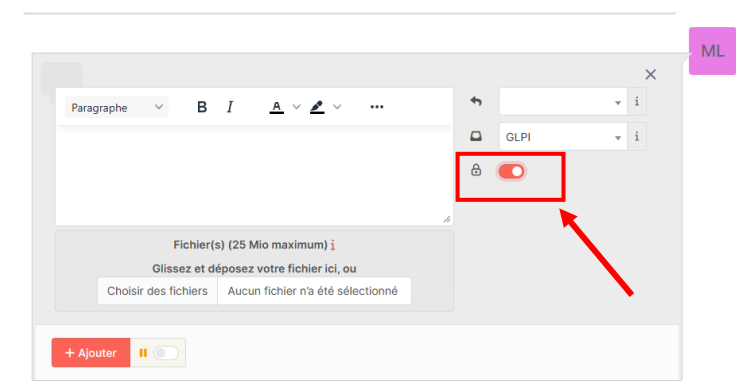 ML
Paragraphe B I A
i
GLPI i
Fichier(s) (25 Mio maximum) i
Glissez et déposez votre fichier ici, ou
Choisir des fichiers Aucun fichier n'a été sélectionné
+ Ajouter